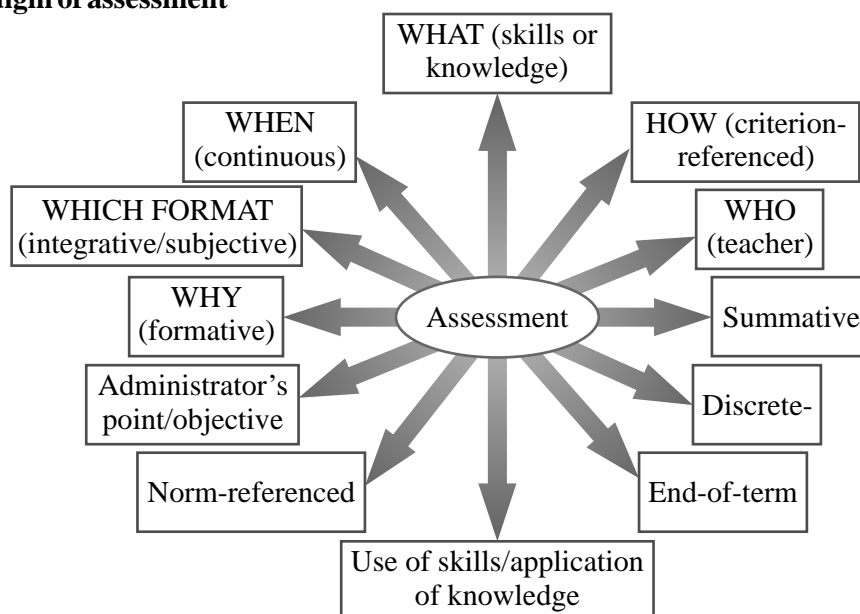 of assessment
WHAT (skills or
knowledge)
WHEN
(continuous)
HOW (criterion-
referenced)
WHICH FORMAT
(integrative/subjective)
WHO
(teacher)
WHY
(formative)
Assessment
Summative
Administrator’s
point/objective
Discrete-
Norm-referenced
End-of-term
Use of skills/application
of knowledge